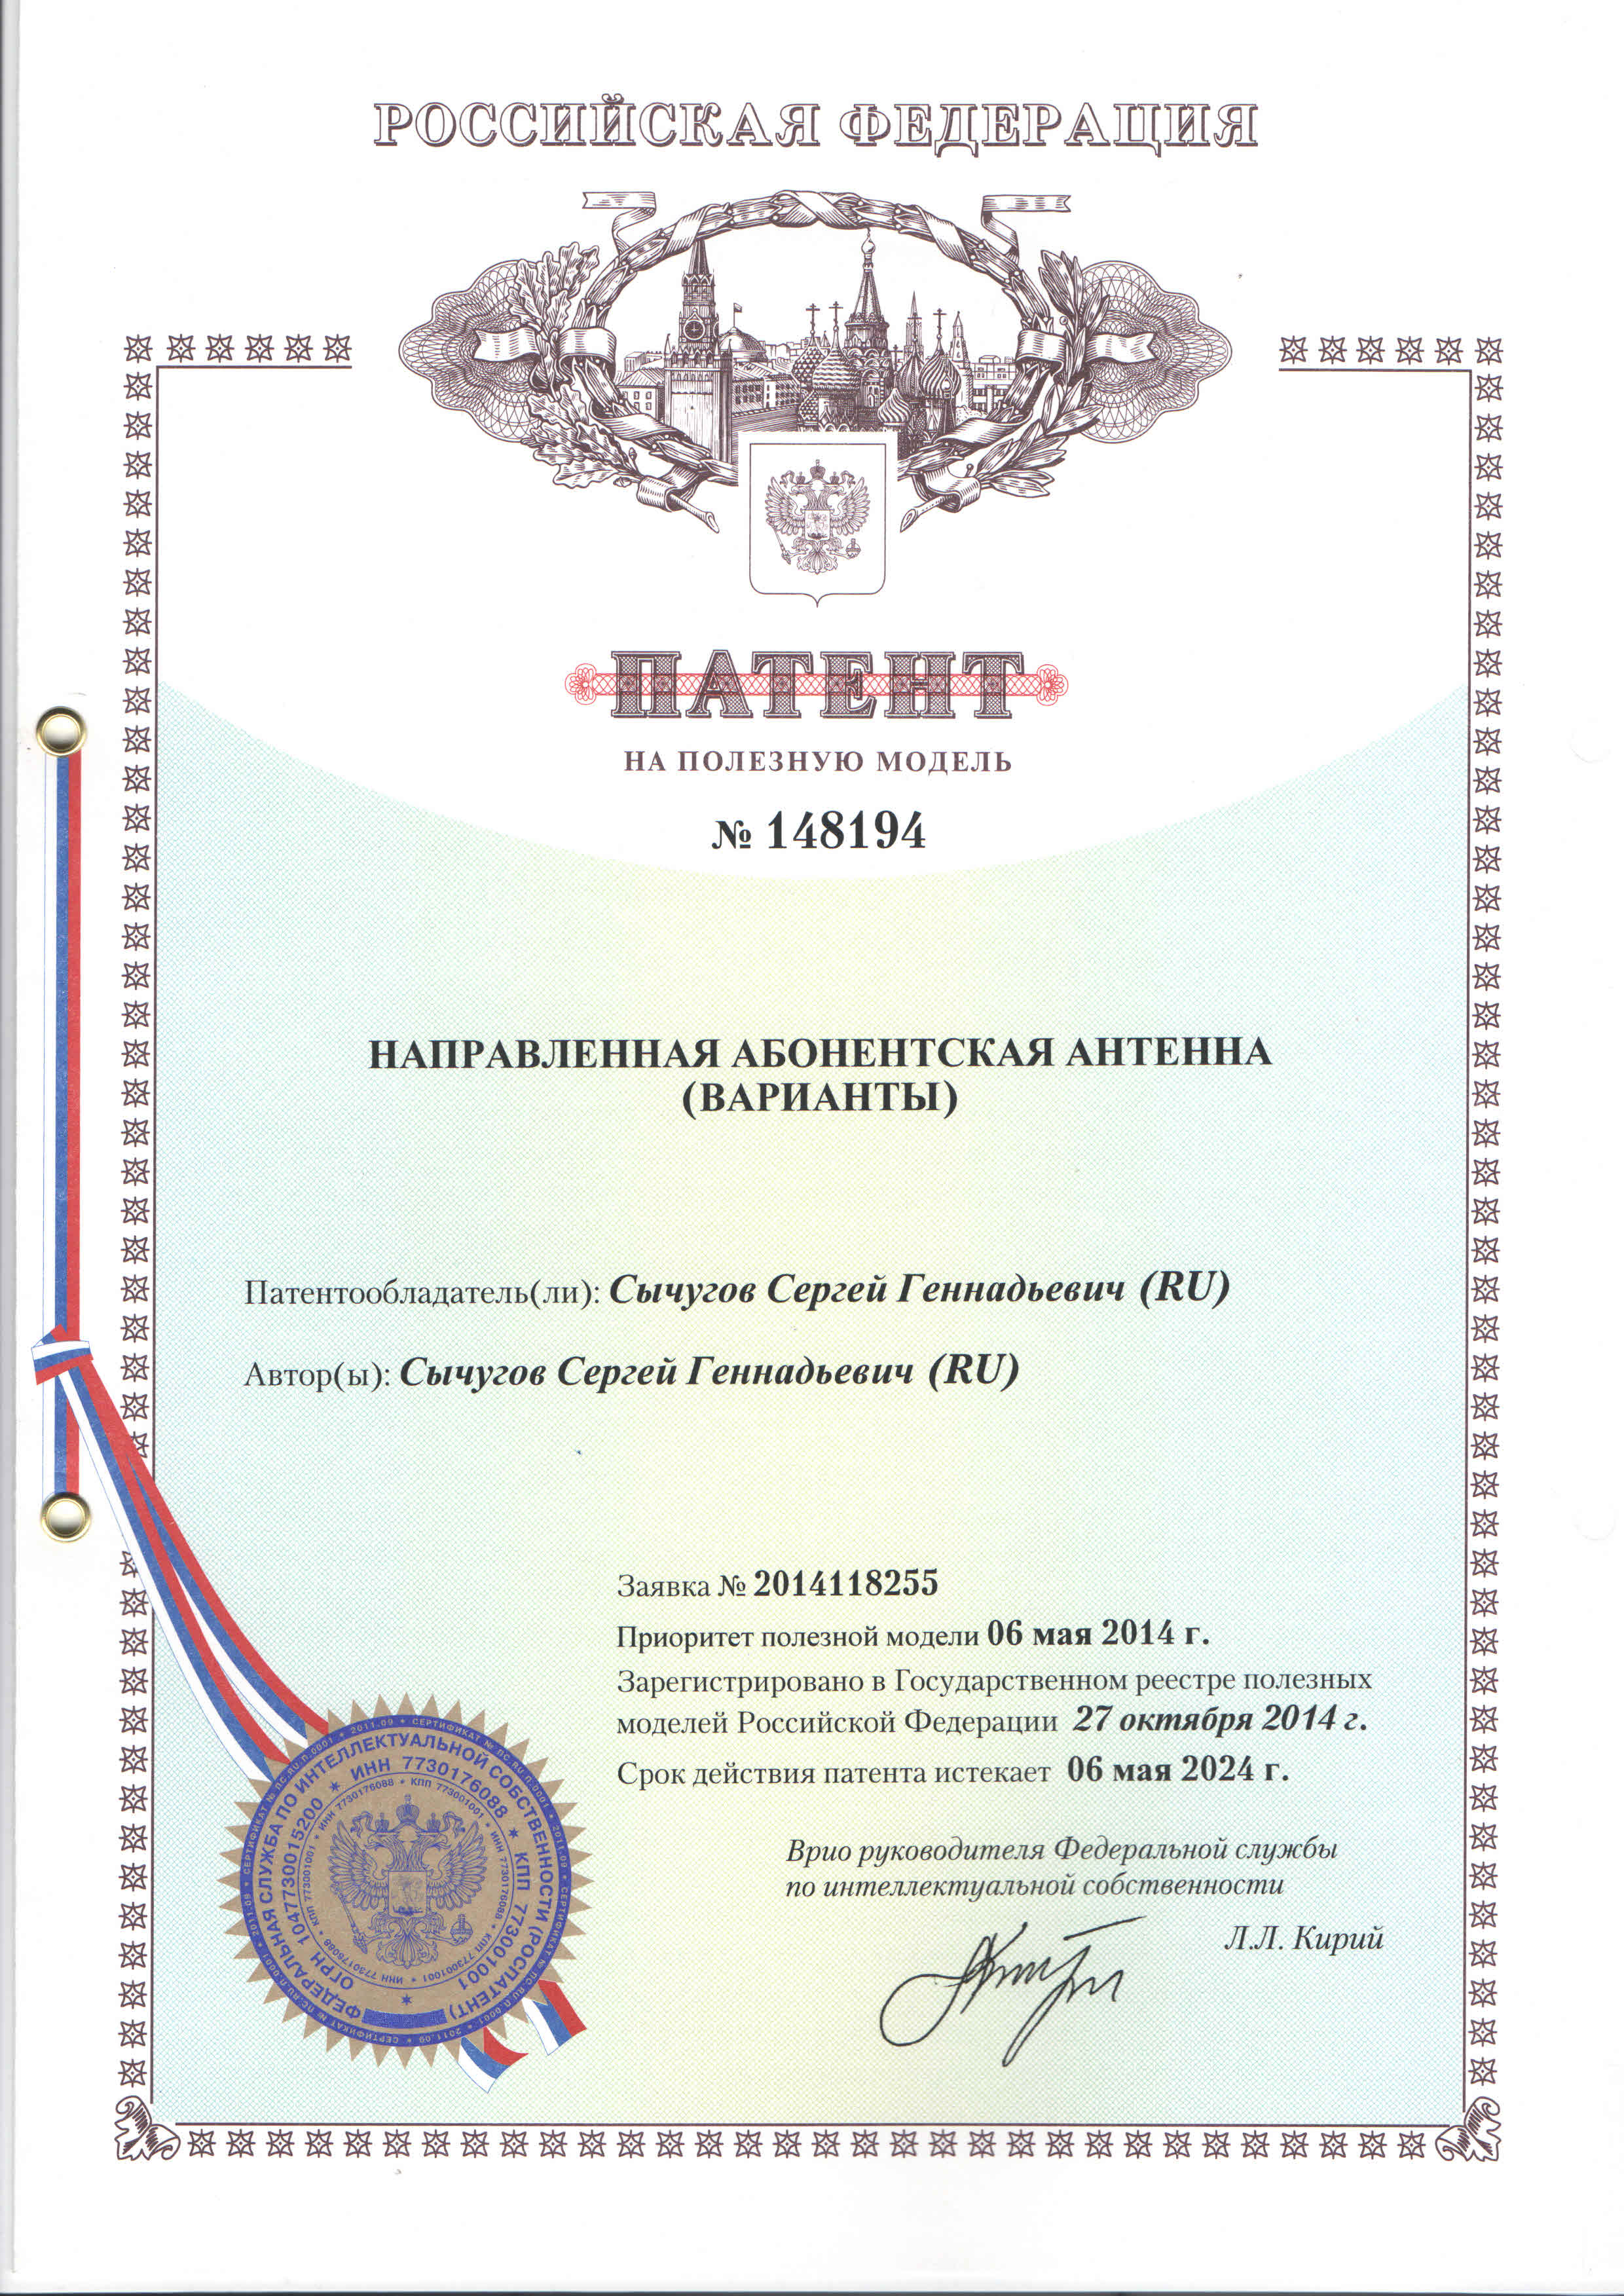 РОССИЙСКАЯ ФЕДЕРАЦИЯ
ПАТЕНТ
НА ПОЛЕЗНУЮ МОДЕЛЬ
№ 148194
НАПРАВЛЕННАЯ АБОНЕНТСКАЯ АНТЕННА
(ВАРИАНТЫ)
Патентообладатель(ли): Сычугов Сергей Геннадьевич (RU)
Автор(ы): Сычугов Сергей Геннадьевич (RU)
Заявка № 2014118255
Приоритет полезной модели 06 мая 2014 г.
Зарегистрировано в Государственном реестре полезных
моделей Российской Федерации 27 октября 2014 г.
Срок действия патента истекает 06 мая 2024 г.
Врио руководителя Федеральной службы
по интеллектуальной собственности
Л.Л. Кирий
ФЕДЕРАЛЬНАЯ СЛУЖБА ПО ИНТЕЛЛЕКТУАЛЬНОЙ СОБСТВЕННОСТИ (РОСПАТЕНТ)
ОГРН 1047730015200 * ИНН 7730176088 * КПП 773001001 *